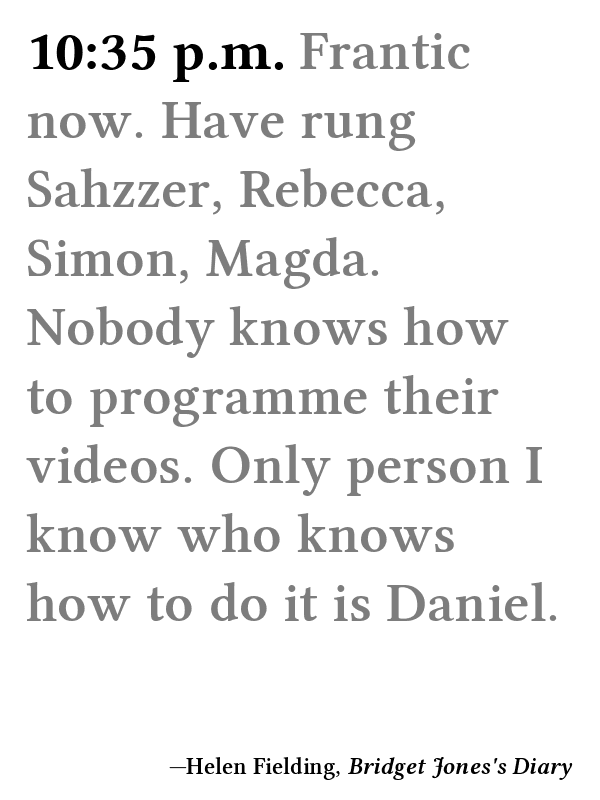 10:35 p.m. Frantic
now. Have rung
Sahzzer, Rebecca,
Simon, Magda.
Nobody knows how
to programme their
videos. Only person I
know who knows
how to do it is Daniel.
—Helen Fielding, Bridget Jones's Diary